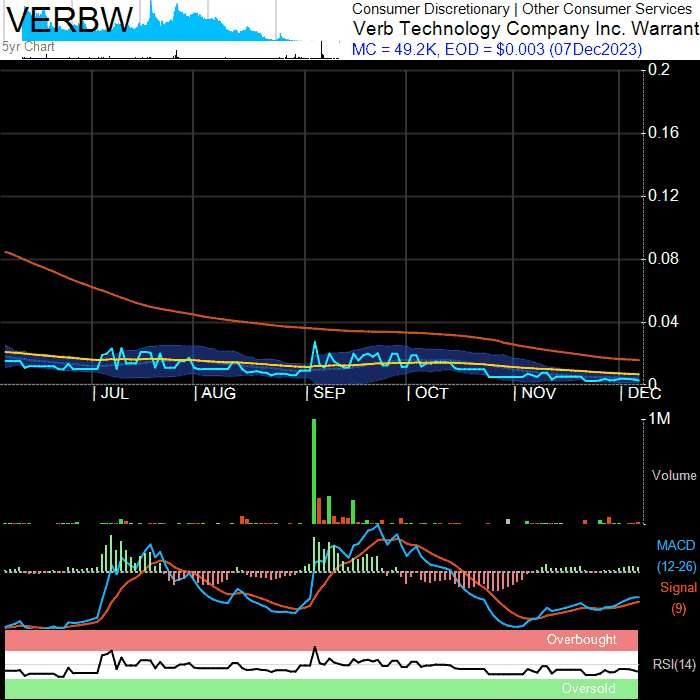 VERBW
Consumer Discretionary | Other Consumer Services
Verb Technology Company Inc. Warrant
MC = 49.2K, EOD = $0.003 (07Dec2023)
5yr Chart
0.2
0.16
0.12
0.08
0.04
0
JUL
AUG
SEP
OCT
NOV
DEC
1M
Volume
MACD
(12-26)
Signal
(9)
Overbought
RSI(14)
Oversold